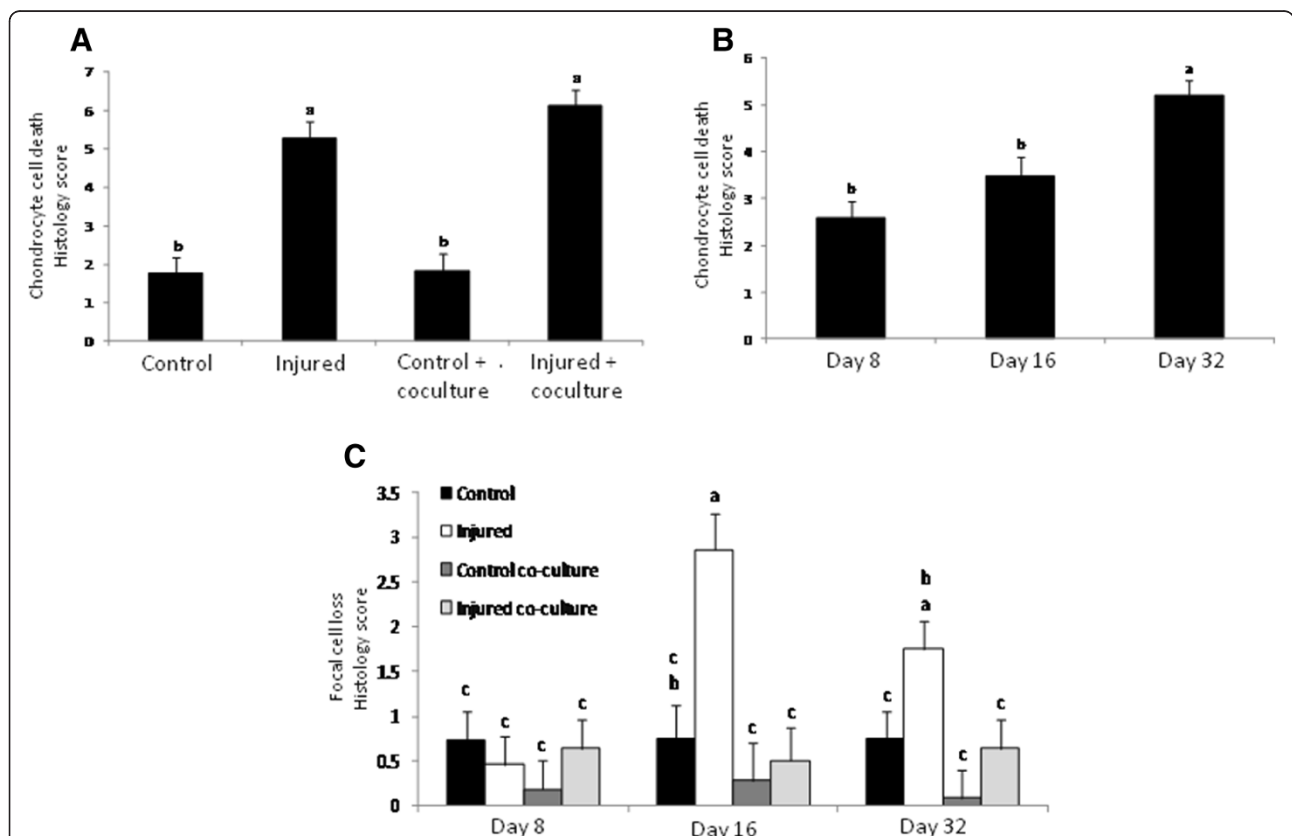 A
Chondrocyte cell death
Histology score
7
6
5
4
3
2
1
0
b
a
b
a
Control
Injured
Control +
coculture
Injured +
coculture
B
Chondrocyte cell death
Histology score
6
5
4
3
2
1
0
b
b
a
Day 8
Day 16
Day 32
C
Focal cell loss
Histology score
3.5
3
2.5
2
1.5
1
0.5
0
Control
Injured
Control co-culture
Injured co-culture
c
c
c
c
c
b
a
c
c
c
b
a
c
c
Day 8
Day 16
Day 32